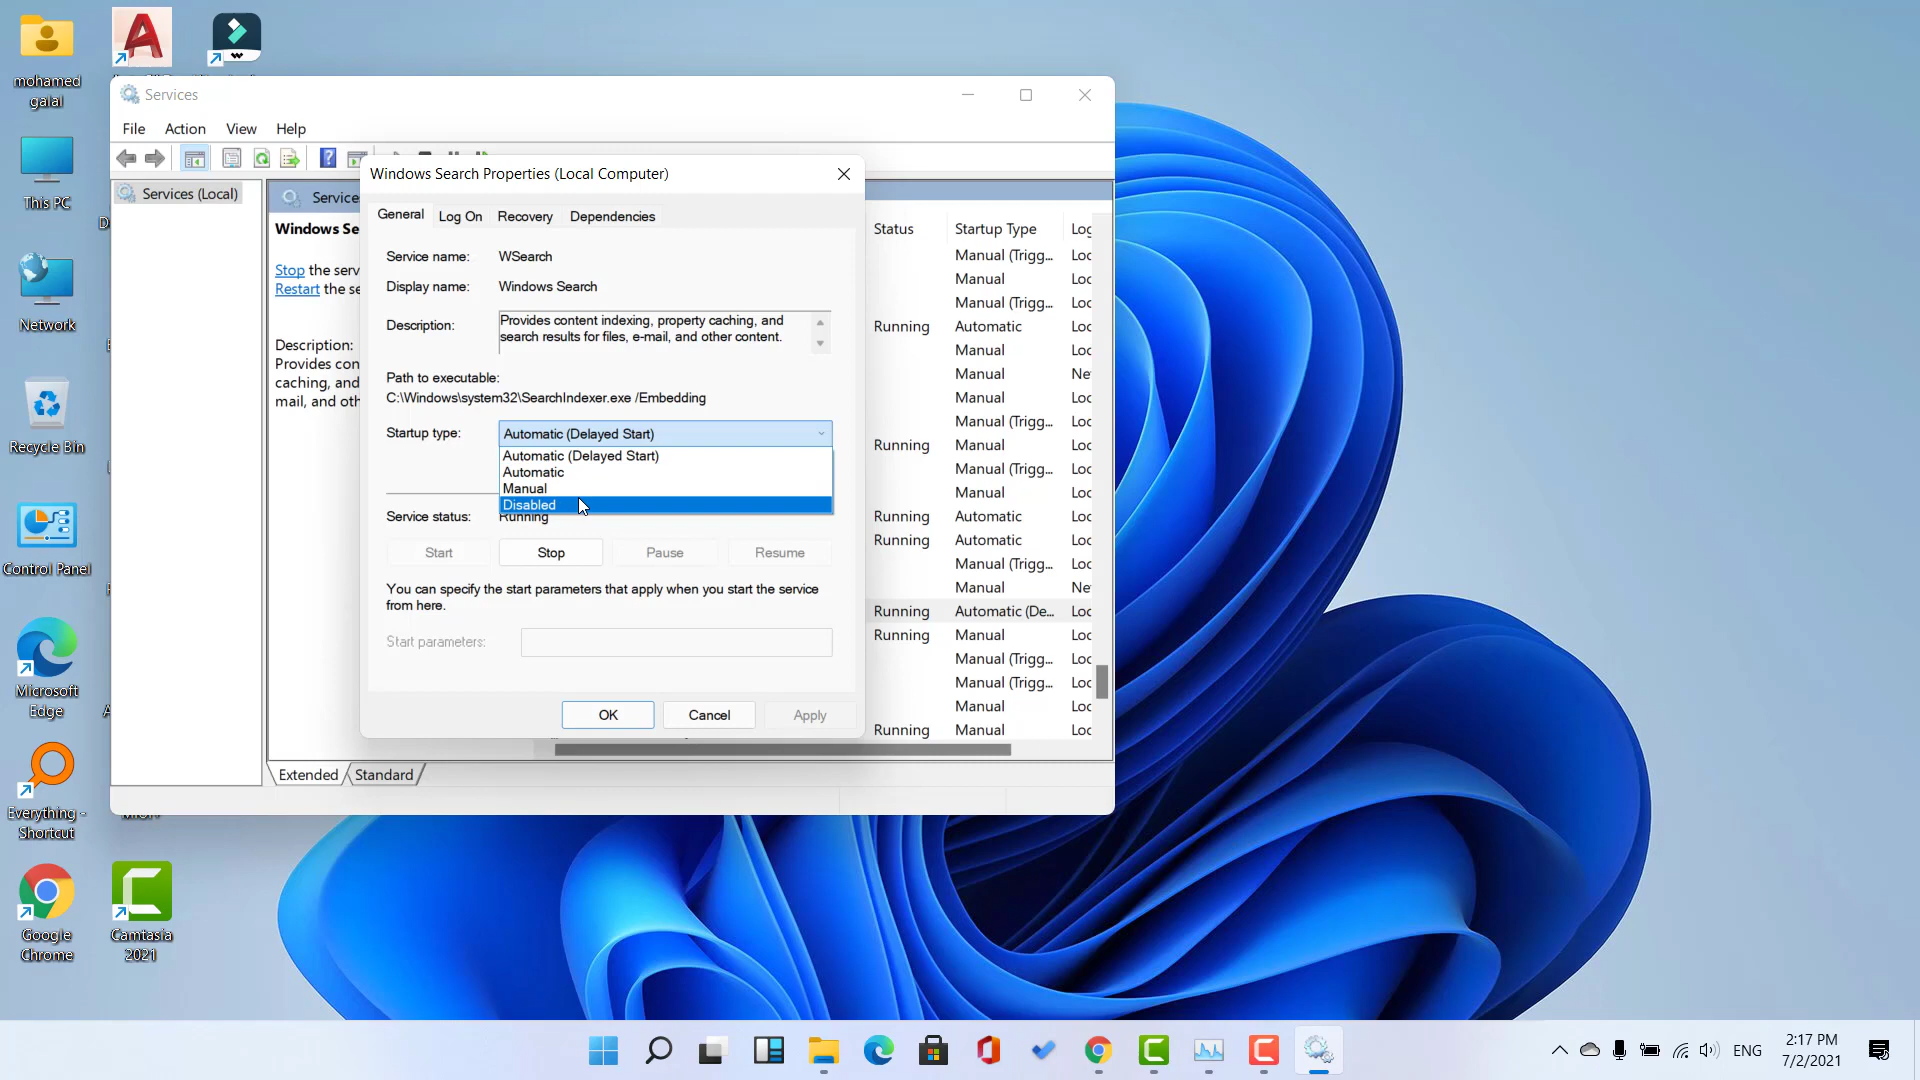 mohamed
galal
This PC
Network
Recycle Bin
Control Panel
Microsoft
Edge
Everything -
Shortcut
Google
Chrome
Camtasia
2021
Services
File Action View Help
Services (Local)
Service
Windows Se
Stop the serv
Restart the se
Description:
Provides con
caching, and
mail, and oth
Windows Search Properties (Local Computer)
General Log On Recovery Dependencies
Service name: WSearch
Display name: Windows Search
Description: Provides content indexing, property caching, and
search results for files, e-mail, and other content.
Path to executable:
C:\Windows\system32\SearchIndexer.exe /Embedding
Startup type: Automatic (Delayed Start)
Automatic (Delayed Start)
Automatic
Manual
Disabled
Service status: Running
Start Stop Pause Resume
You can specify the start parameters that apply when you start the service
from here.
Start parameters:
OK Cancel Apply
Status Startup Type Log
Manual (Trigg... Loc
Manual Loc
Manual (Trigg... Loc
Running Automatic Loc
Manual Loc
Manual Ne
Manual Loc
Manual (Trigg... Loc
Running Manual Loc
Manual (Trigg... Loc
Manual Loc
Running Automatic Loc
Running Automatic Loc
Manual (Trigg... Loc
Manual Ne
Running Automatic (De... Loc
Running Manual Loc
Manual (Trigg... Loc
Manual (Trigg... Loc
Manual Loc
Running Manual Loc
Extended Standard
ENG
2:17 PM
7/2/2021